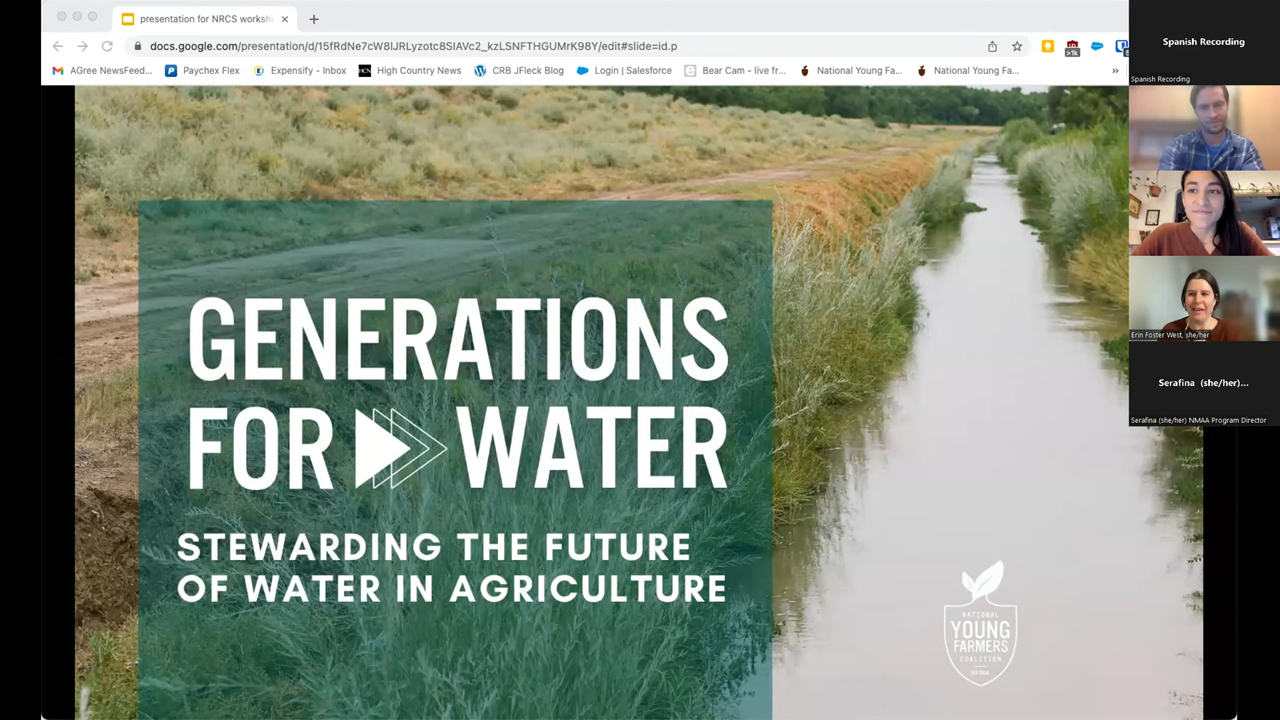 presentation for NRCS worksh
docs.google.com/presentation/d/15fRdNe7cW8IJRLyzotc8SIAVc2_kzLSNFTHGUMrK98Y/edit#slide=id.p
>1k
AGree NewsFeed...
Paychex Flex
Expensify - Inbox
HCN
High Country News
CRB JFleck Blog
Login | Salesforce
Bear Cam - live fr...
National Young Fa...
National Young Fa...
»
GENERATIONS
FOR WATER
STEWARDING THE FUTURE
OF WATER IN AGRICULTURE
NATIONAL
YOUNG
FARMERS
COALITION
Spanish Recording
Spanish Recording
Erin Foster West, she/her
Serafina (she/her)...
Serafina (she/her) NMAA Program Director